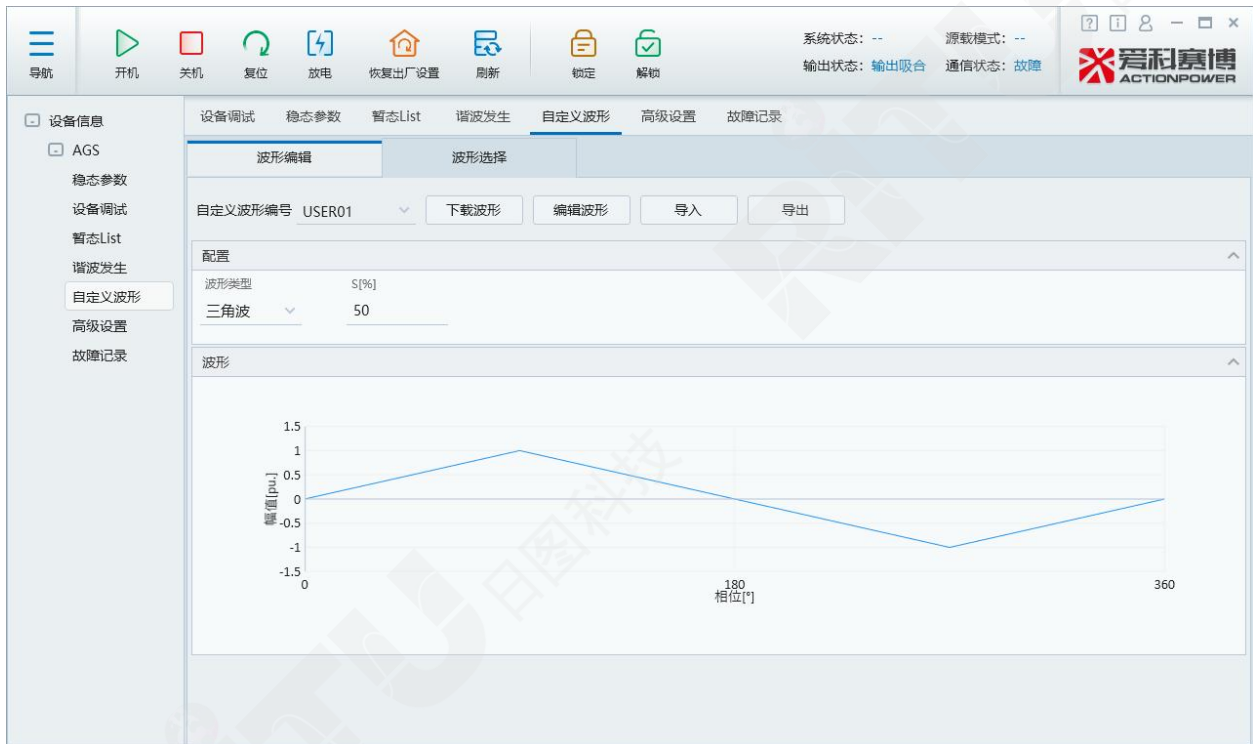 系统状态： -- 源载模式： --
导航 开机 关机 复位 放电 恢复出厂设置 刷新 锁定 解锁
输出状态： 输出吸合 通信状态： 故障
爱科赛博
ACTIONPOWER
设备信息
AGS
稳态参数
设备调试
暂态List
谐波发生
自定义波形
高级设置
故障记录
设备调试 稳态参数 暂态List 谐波发生 自定义波形 高级设置 故障记录
波形编辑 波形选择
自定义波形编号 USER01 下载波形 编辑波形 导入 导出
配置
波形类型 S[%]
三角波 50
波形
幅值[pu.]
1.5
1
0.5
0
-0.5
-1
-1.5
0 180 360
相位[°]
RiTU 日图科技